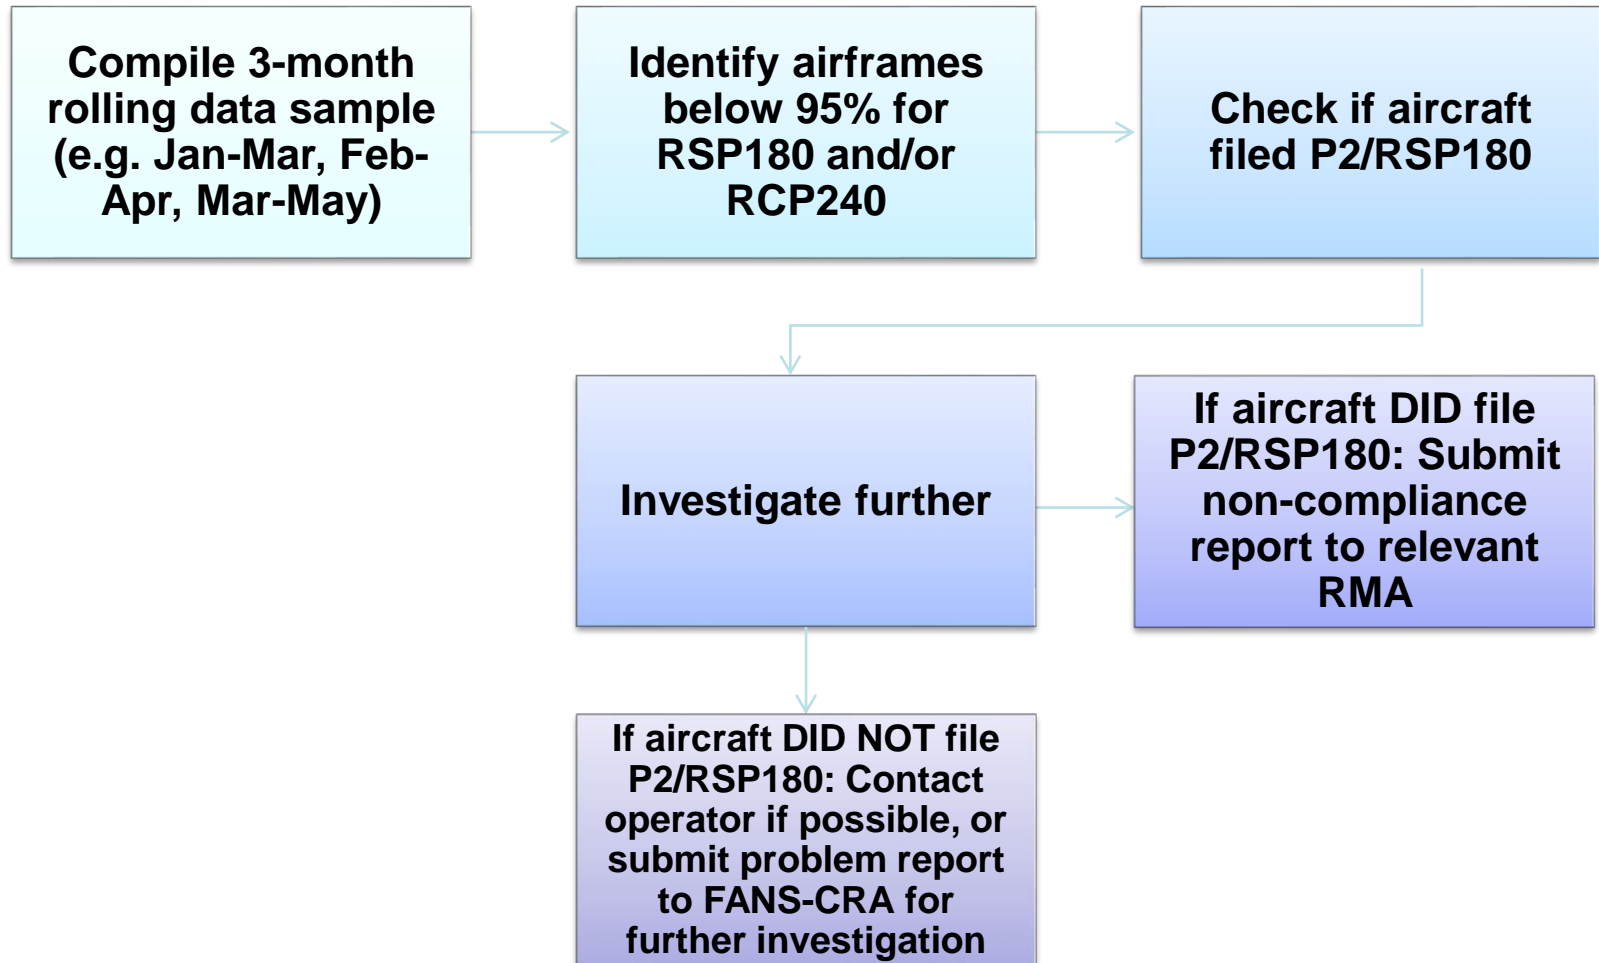 Compile 3-month
rolling data sample
(e.g. Jan-Mar, Feb-
Apr, Mar-May)
Identify airframes
below 95% for
RSP180 and/or
RCP240
Check if aircraft
filed P2/RSP180
Investigate further
If aircraft DID file
P2/RSP180: Submit
non-compliance
report to relevant
RMA
If aircraft DID NOT file
P2/RSP180: Contact
operator if possible, or
submit problem report
to FANS-CRA for
further investigation